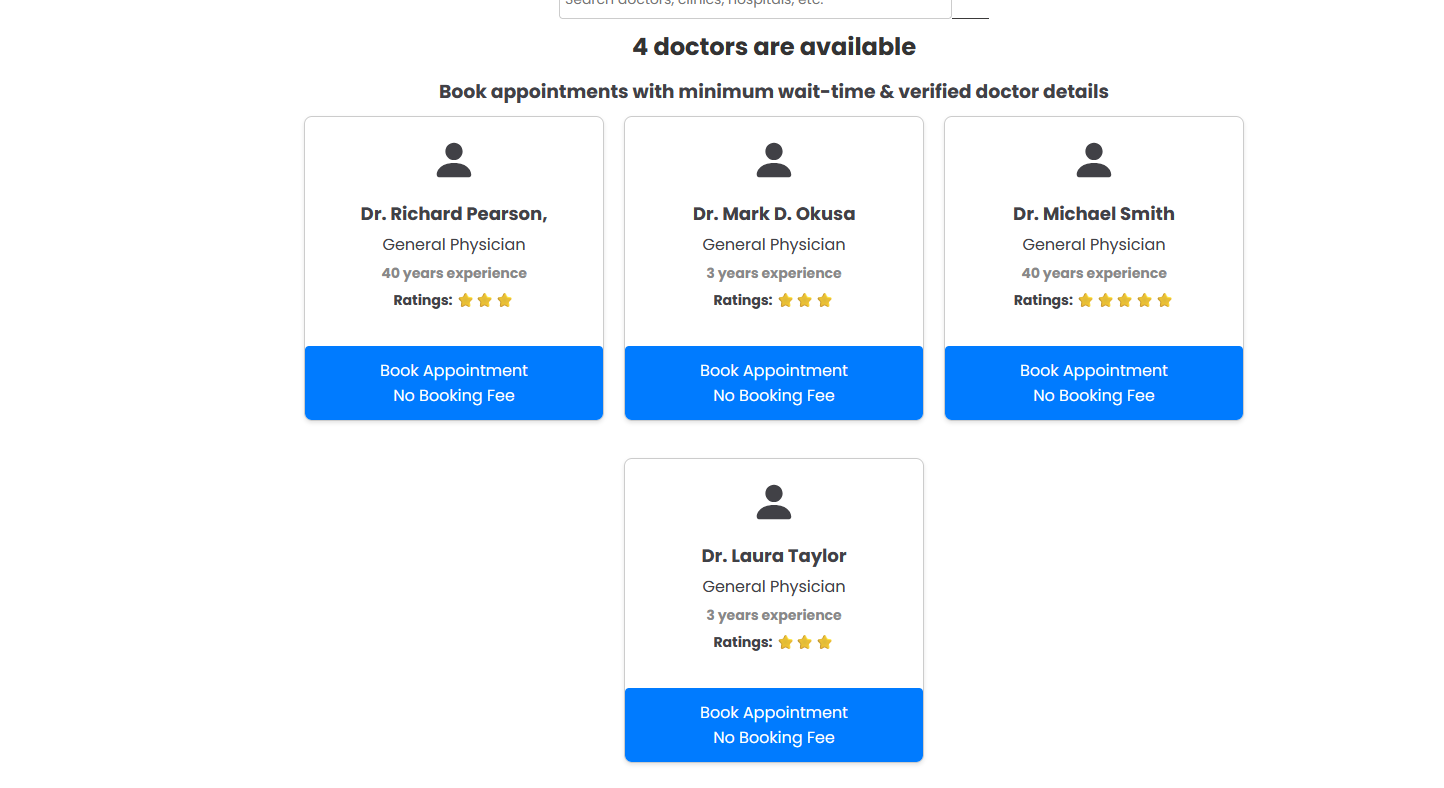 Search doctors, clinics, hospitals, etc.
4 doctors are available
Book appointments with minimum wait-time & verified doctor details
Dr. Richard Pearson,
General Physician
40 years experience
Ratings:
Book Appointment
No Booking Fee
Dr. Mark D. Okusa
General Physician
3 years experience
Ratings:
Book Appointment
No Booking Fee
Dr. Michael Smith
General Physician
40 years experience
Ratings:
Book Appointment
No Booking Fee
Dr. Laura Taylor
General Physician
3 years experience
Ratings:
Book Appointment
No Booking Fee